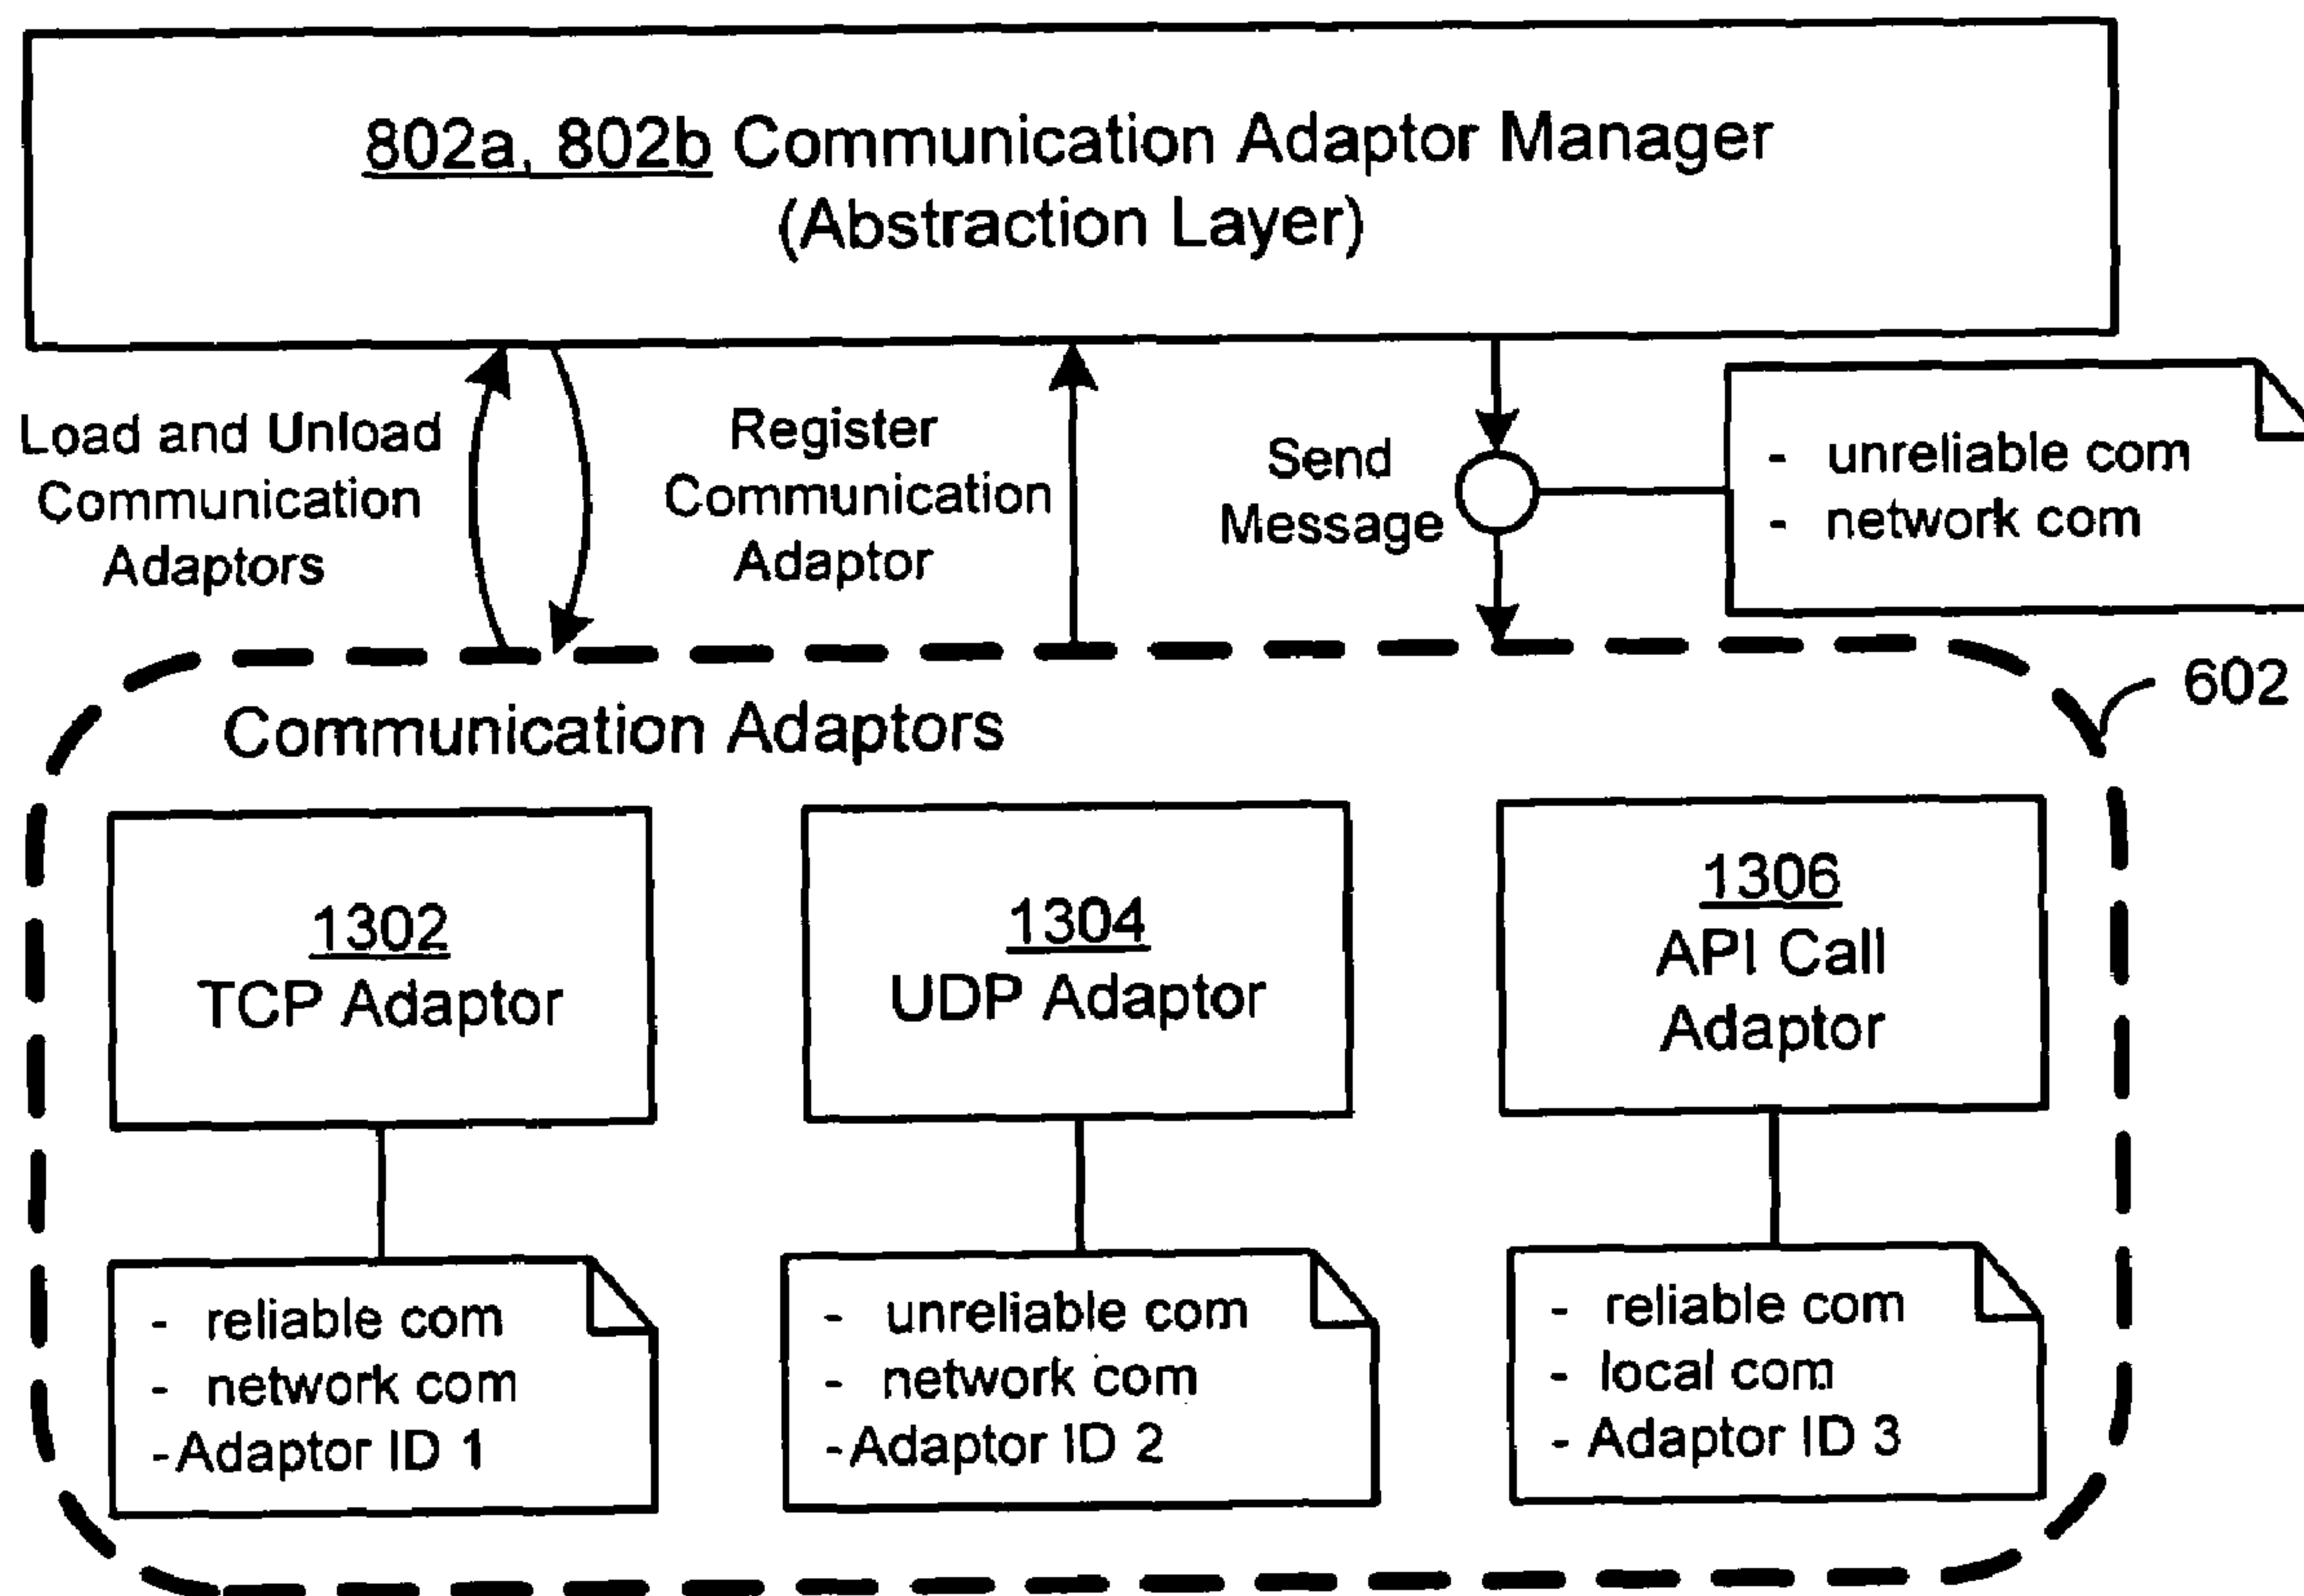 802a, 802b Communication Adaptor Manager
(Abstraction Layer)
Load and Unload
Communication
Adaptors
Register
Communication
Adaptor
Send
Message
- unreliable com
- network com
602
Communication Adaptors
1302
TCP Adaptor
1304
UDP Adaptor
1306
API Call
Adaptor
- reliable com
- network com
-Adaptor ID 1
- unreliable com
- network com
-Adaptor ID 2
- reliable com
- local com
- Adaptor ID 3